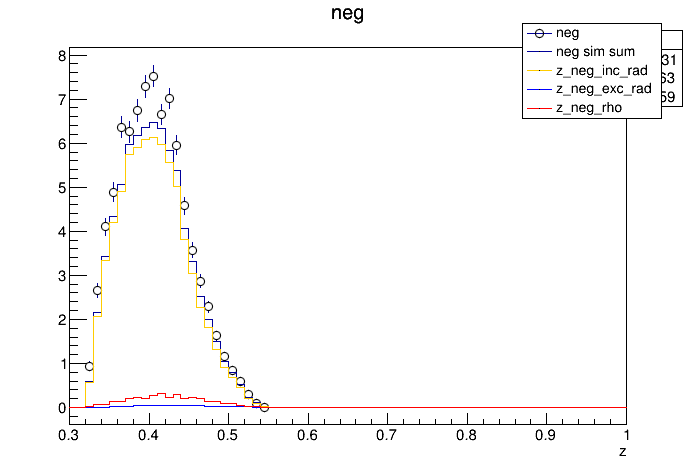 neg
neg
neg sim sum
z_neg_inc_rad
z_neg_exc_rad
z_neg_rho
31
63
59
8
7
6
5
4
3
2
1
0
0.3 0.4 0.5 0.6 0.7 0.8 0.9 1
z